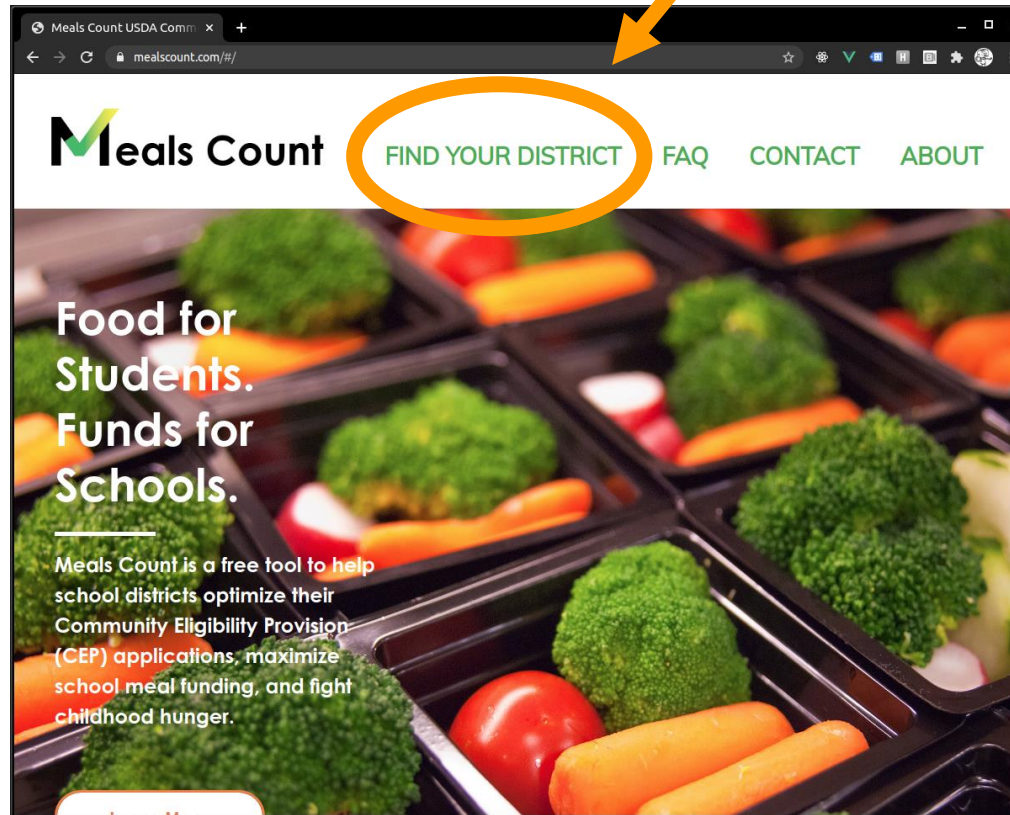 Meals Count USDA Comm
mealscount.com/#/
Meals Count
FIND YOUR DISTRICT FAQ CONTACT ABOUT
Food for
Students.
Funds for
Schools.
Meals Count is a free tool to help
school districts optimize their
Community Eligibility Provision
(CEP) applications, maximize
school meal funding, and fight
childhood hunger.